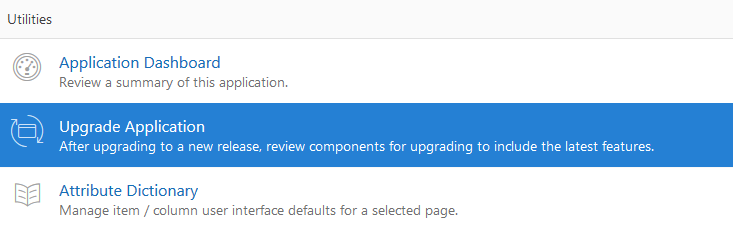 Utilities
Application Dashboard
Review a summary of this application.
Upgrade Application
After upgrading to a new release, review components for upgrading to include the latest features.
Attribute Dictionary
Manage item / column user interface defaults for a selected page.